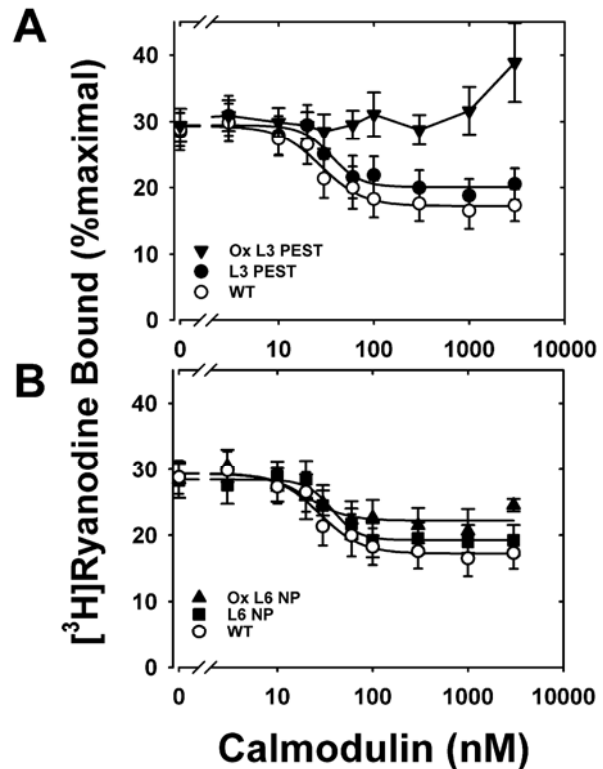 A
40
30
20
10
0
Ox L3 PEST
L3 PEST
WT
0 10 100 1000 10000
B
40
30
20
10
0
Ox L6 NP
L6 NP
WT
0 10 100 1000 10000
[³H]Ryanodine Bound (%maximal)
Calmodulin (nM)